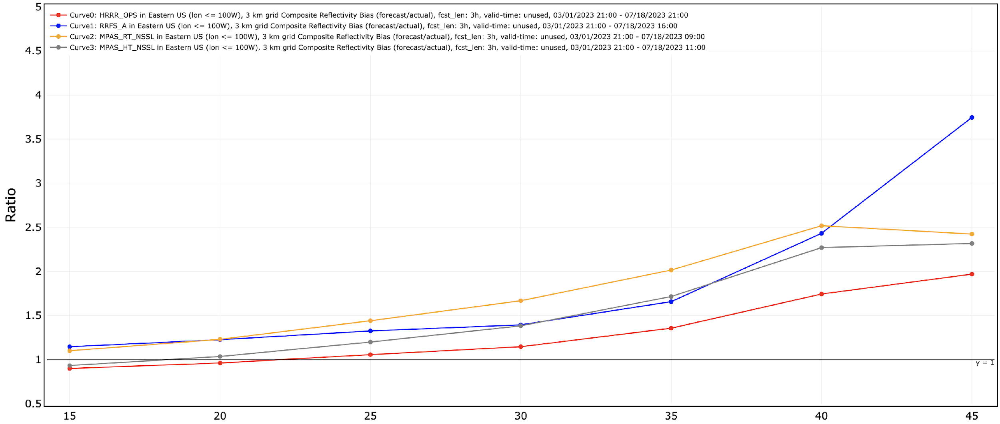 5
Curve0: HRRR_OPS in Eastern US (lon <= 100W), 3 km grid Composite Reflectivity Bias (forecast/actual), fcst_len: 3h, valid-time: unused, 03/01/2023 21:00 - 07/18/2023 21:00
Curve1: RRFS_A in Eastern US (lon <= 100W), 3 km grid Composite Reflectivity Bias (forecast/actual), fcst_len: 3h, valid-time: unused, 03/01/2023 21:00 - 07/18/2023 16:00
Curve2: MPAS_RT_NSSL in Eastern US (lon <= 100W), 3 km grid Composite Reflectivity Bias (forecast/actual), fcst_len: 3h, valid-time: unused, 03/01/2023 21:00 - 07/18/2023 09:00
Curve3: MPAS_HT_NSSL in Eastern US (lon <= 100W), 3 km grid Composite Reflectivity Bias (forecast/actual), fcst_len: 3h, valid-time: unused, 03/01/2023 21:00 - 07/18/2023 11:00
4.5
4
3.5
3
Ratio
2.5
2
1.5
1
y = 1
0.5
15 20 25 30 35 40 45